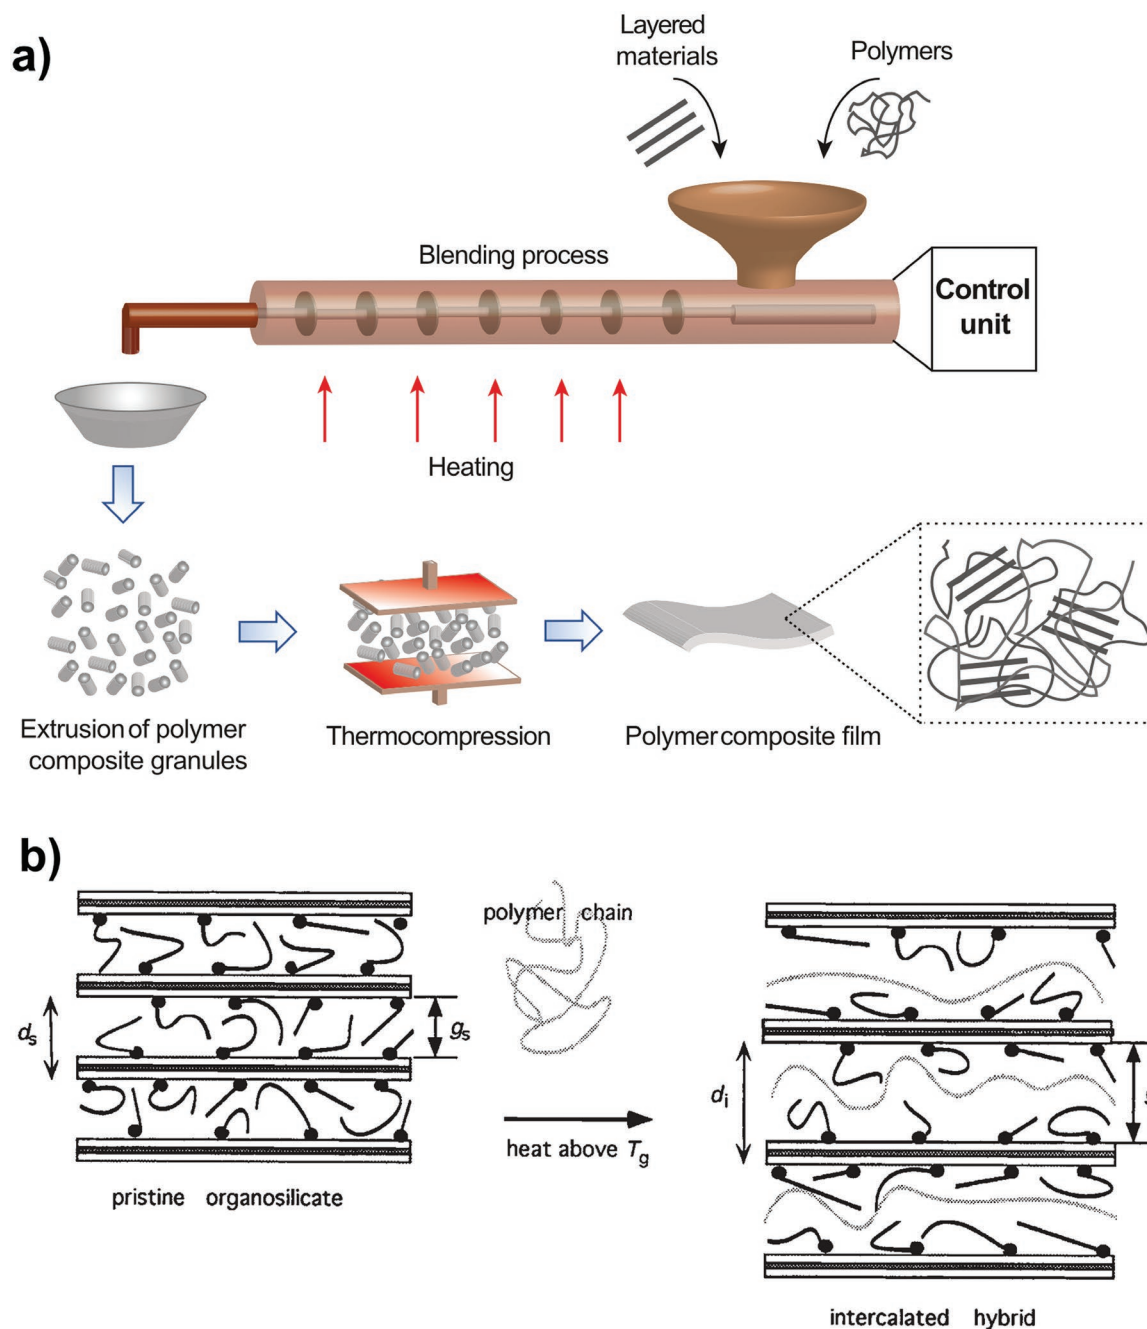 a)
Layered
materials
Polymers
Blending process
Control
unit
Heating
Extrusion of polymer
composite granules
Thermocompression
Polymer composite film
b)
polymer chain
ds
gs
di
heat above Tg
pristine organosilicate
intercalated hybrid